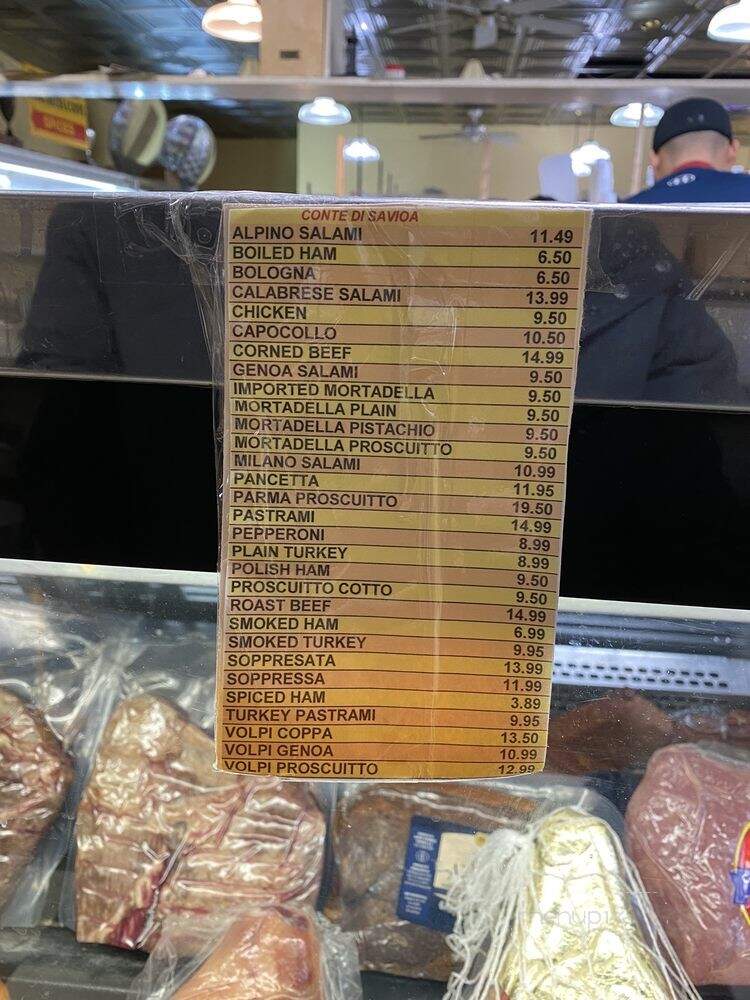 CONTE DI SAVIOA
ALPINO SALAMI 11.49
BOILED HAM 6.50
BOLOGNA 6.50
CALABRESE SALAMI 13.99
CHICKEN 9.50
CAPOCOLLO 10.50
CORNED BEEF 14.99
GENOA SALAMI 9.50
IMPORTED MORTADELLA 9.50
MORTADELLA PLAIN 9.50
MORTADELLA PISTACHIO 9.50
MORTADELLA PROSCUITTO 9.50
MILANO SALAMI 10.99
PANCETTA 11.95
PARMA PROSCUITTO 19.50
PASTRAMI 14.99
PEPPERONI 8.99
PLAIN TURKEY 8.99
POLISH HAM 9.50
PROSCUITTO COTTO 9.50
ROAST BEEF 14.99
SMOKED HAM 6.99
SMOKED TURKEY 9.95
SOPPRESATA 13.99
SOPPRESSA 11.99
SPICED HAM 3.89
TURKEY PASTRAMI 9.95
VOLPI COPPA 13.50
VOLPI GENOA 10.99
VOLPI PROSCUITTO 12.99